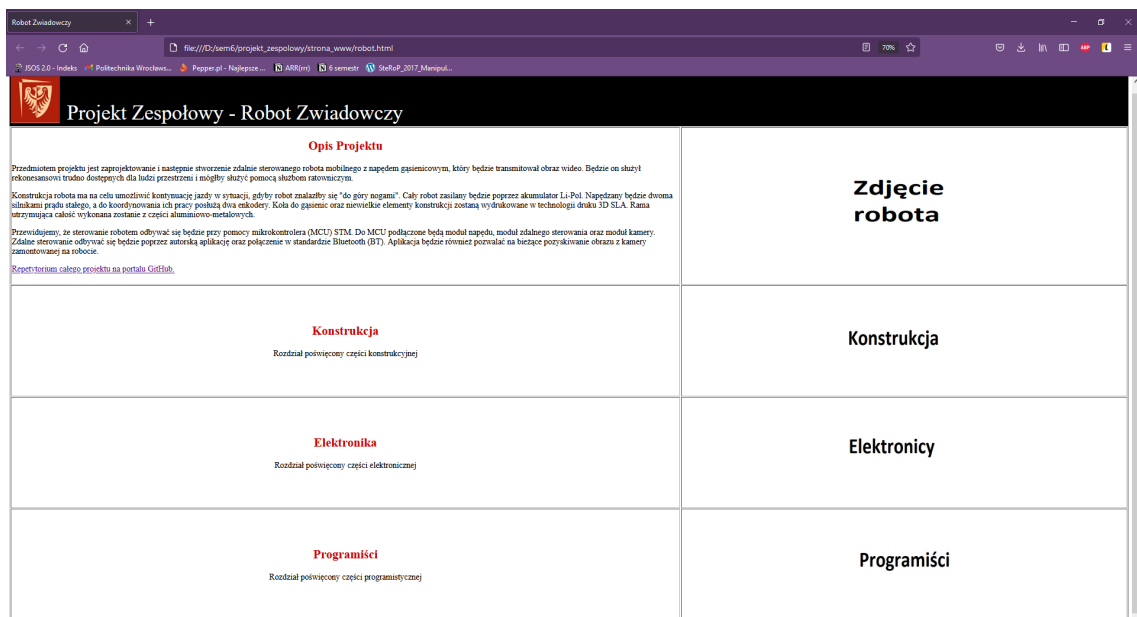 Robot Zwiadowczy
file:///D:/sem6/projekt_zespolowy/strona_www/robot.html
70%
ABP
JSOS 2.0 - Indeks
Politechnika Wrocławs...
Pepper.pl - Najlepsze ...
ARR(rr)
6 semestr
SteRoP_2017_Manipul...
Projekt Zespołowy - Robot Zwiadowczy
Opis Projektu
Przedmiotem projektu jest zaprojektowanie i następnie stworzenie zdalnie sterowanego robota mobilnego z napędem gąsienicowym, który będzie transmitował obraz wideo. Będzie on służył
rekonesansowi trudno dostępnych dla ludzi przestrzeni i mógłby służyć pomocą służbom ratowniczym.
Konstrukcja robota ma na celu umożliwić kontynuację jazdy w sytuacji, gdyby robot znalazłby się "do góry nogami". Cały robot zasilany będzie poprzez akumulator Li-Pol. Napędzany będzie dwoma
silnikami prądu stałego, a do koordynowania ich pracy posłużą dwa enkodery. Koła do gąsienic oraz niewielkie elementy konstrukcji zostaną wydrukowane w technologii druku 3D SLA. Rama
utrzymująca całość wykonana zostanie z części aluminiowo-metalowych.
Przewidujemy, że sterowanie robotem odbywać się będzie przy pomocy mikrokontrolera (MCU) STM. Do MCU podłączone będą moduł napędu, moduł zdalnego sterowania oraz moduł kamery.
Zdalne sterowanie odbywać się będzie poprzez autorską aplikację oraz połączenie w standardzie Bluetooth (BT). Aplikacja będzie również pozwalać na bieżące pozyskiwanie obrazu z kamery
zamontowanej na robocie.
Repetytorium całego projektu na portalu GitHub.
Zdjęcie
robota
Konstrukcja
Rozdział poświęcony części konstrukcyjnej
Konstrukcja
Elektronika
Rozdział poświęcony części elektronicznej
Elektronicy
Programiści
Rozdział poświęcony części programistycznej
Programiści